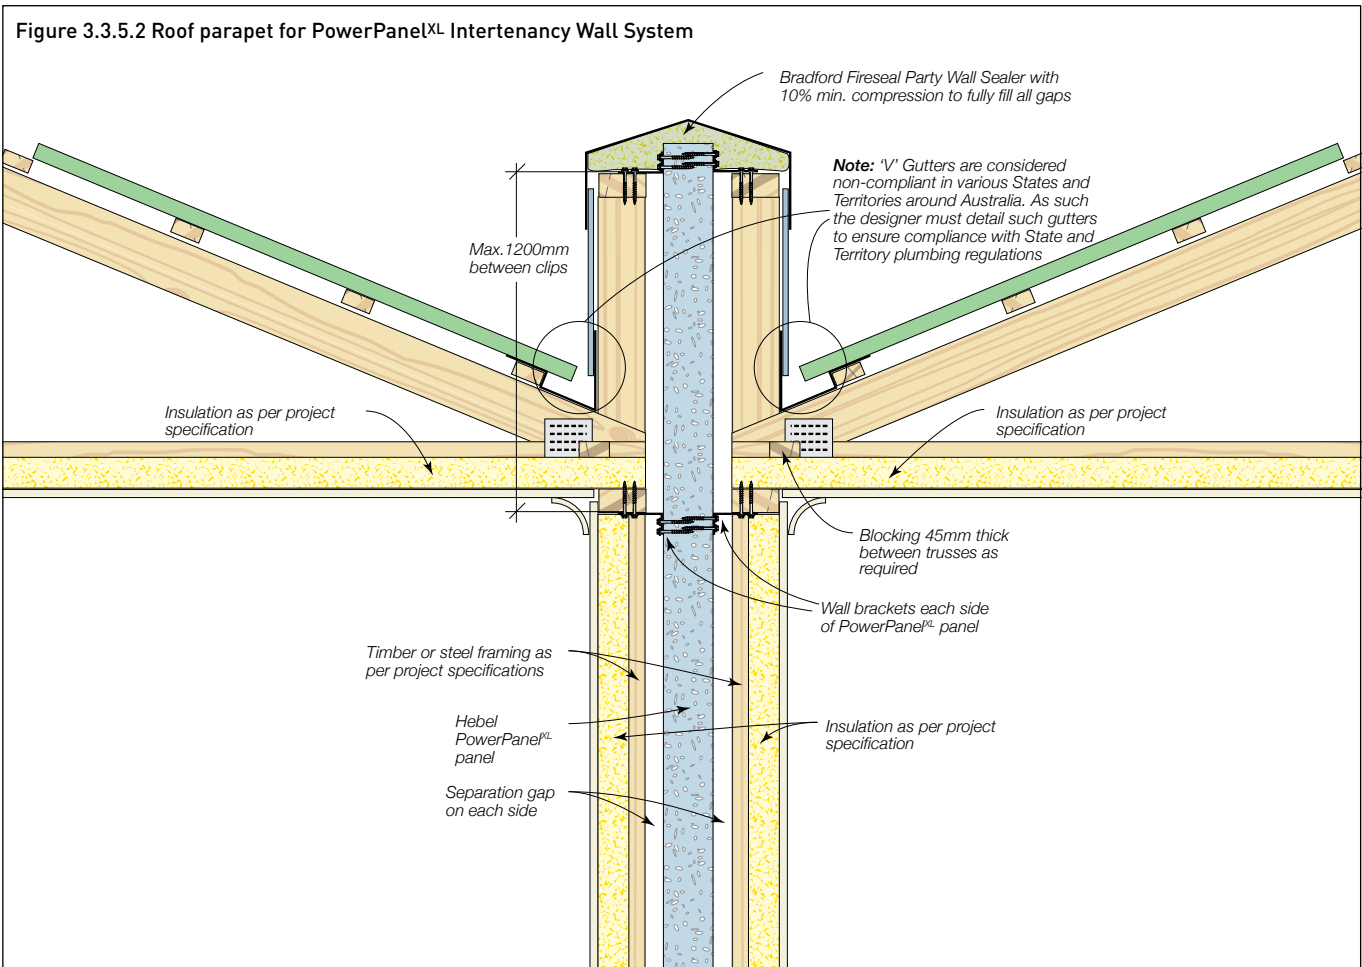 Figure 3.3.5.2 Roof parapet for PowerPanelXL Intertenancy Wall System
Bradford Fireseal Party Wall Sealer with
10% min. compression to fully fill all gaps
Note: 'V' Gutters are considered
non-compliant in various States and
Territories around Australia. As such
the designer must detail such gutters
to ensure compliance with State and
Territory plumbing regulations
Max.1200mm
between clips
Insulation as per project
specification
Insulation as per project
specification
Blocking 45mm thick
between trusses as
required
Wall brackets each side
of PowerPanelXL panel
Timber or steel framing as
per project specifications
Hebel
PowerPanelXL
panel
Insulation as per project
specification
Separation gap
on each side